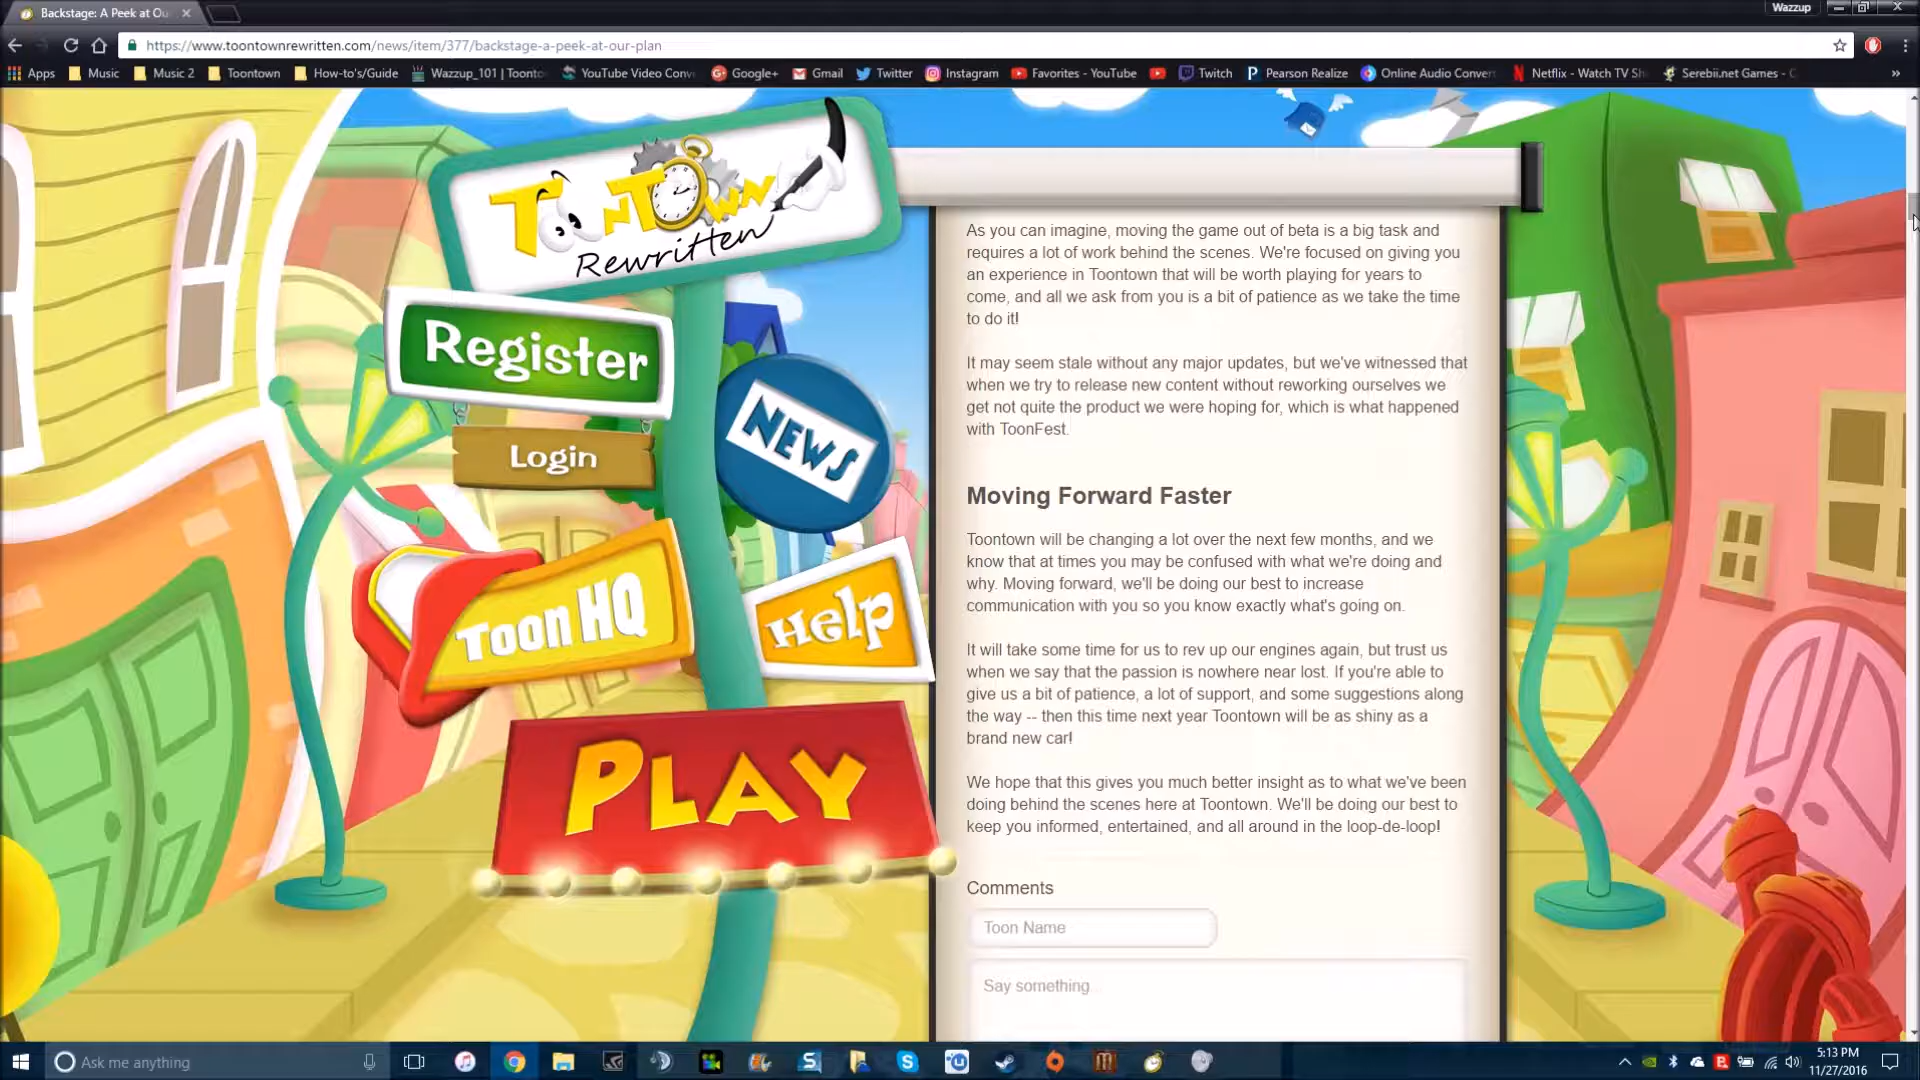 Backstage: A Peek at Ou
Wazzup
https://www.toontownrewritten.com/news/item/377/backstage-a-peek-at-our-plan
Apps Music Music 2 Toontown How-to's/Guide Wazzup_101 | Toonto YouTube Video Conv Google+ Gmail Twitter Instagram Favorites - YouTube Twitch Pearson Realize Online Audio Convert Netflix - Watch TV Sh Serebii.net Games - C
ToonTown
Rewritten
Register
Login
NEWS
Toon HQ
Help
PLAY
As you can imagine, moving the game out of beta is a big task and
requires a lot of work behind the scenes. We're focused on giving you
an experience in Toontown that will be worth playing for years to
come, and all we ask from you is a bit of patience as we take the time
to do it!
It may seem stale without any major updates, but we've witnessed that
when we try to release new content without reworking ourselves we
get not quite the product we were hoping for, which is what happened
with ToonFest.
Moving Forward Faster
Toontown will be changing a lot over the next few months, and we
know that at times you may be confused with what we're doing and
why. Moving forward, we'll be doing our best to increase
communication with you so you know exactly what's going on.
It will take some time for us to rev up our engines again, but trust us
when we say that the passion is nowhere near lost. If you're able to
give us a bit of patience, a lot of support, and some suggestions along
the way -- then this time next year Toontown will be as shiny as a
brand new car!
We hope that this gives you much better insight as to what we've been
doing behind the scenes here at Toontown. We'll be doing our best to
keep you informed, entertained, and all around in the loop-de-loop!
Comments
Toon Name
Say something
Ask me anything
5:13 PM
11/27/2016